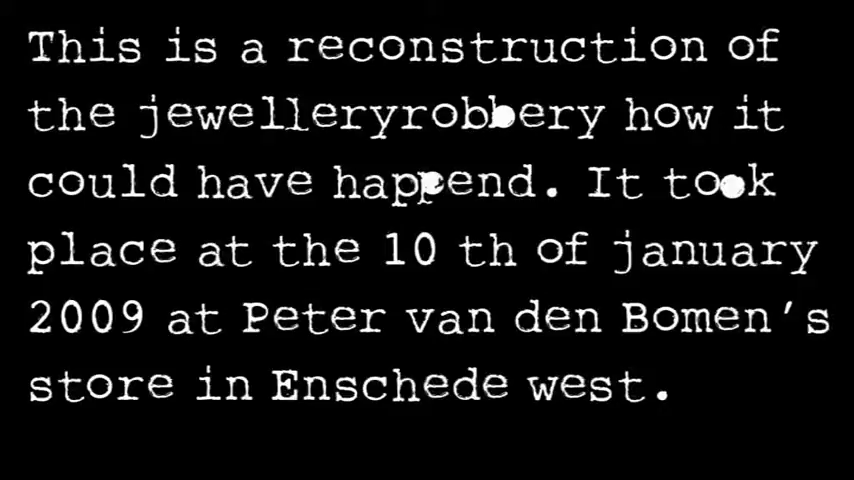 This is a reconstruction of
the jewelleryrobbery how it
could have happend. It took
place at the 10 th of january
2009 at Peter van den Bomen's
store in Enschede west.